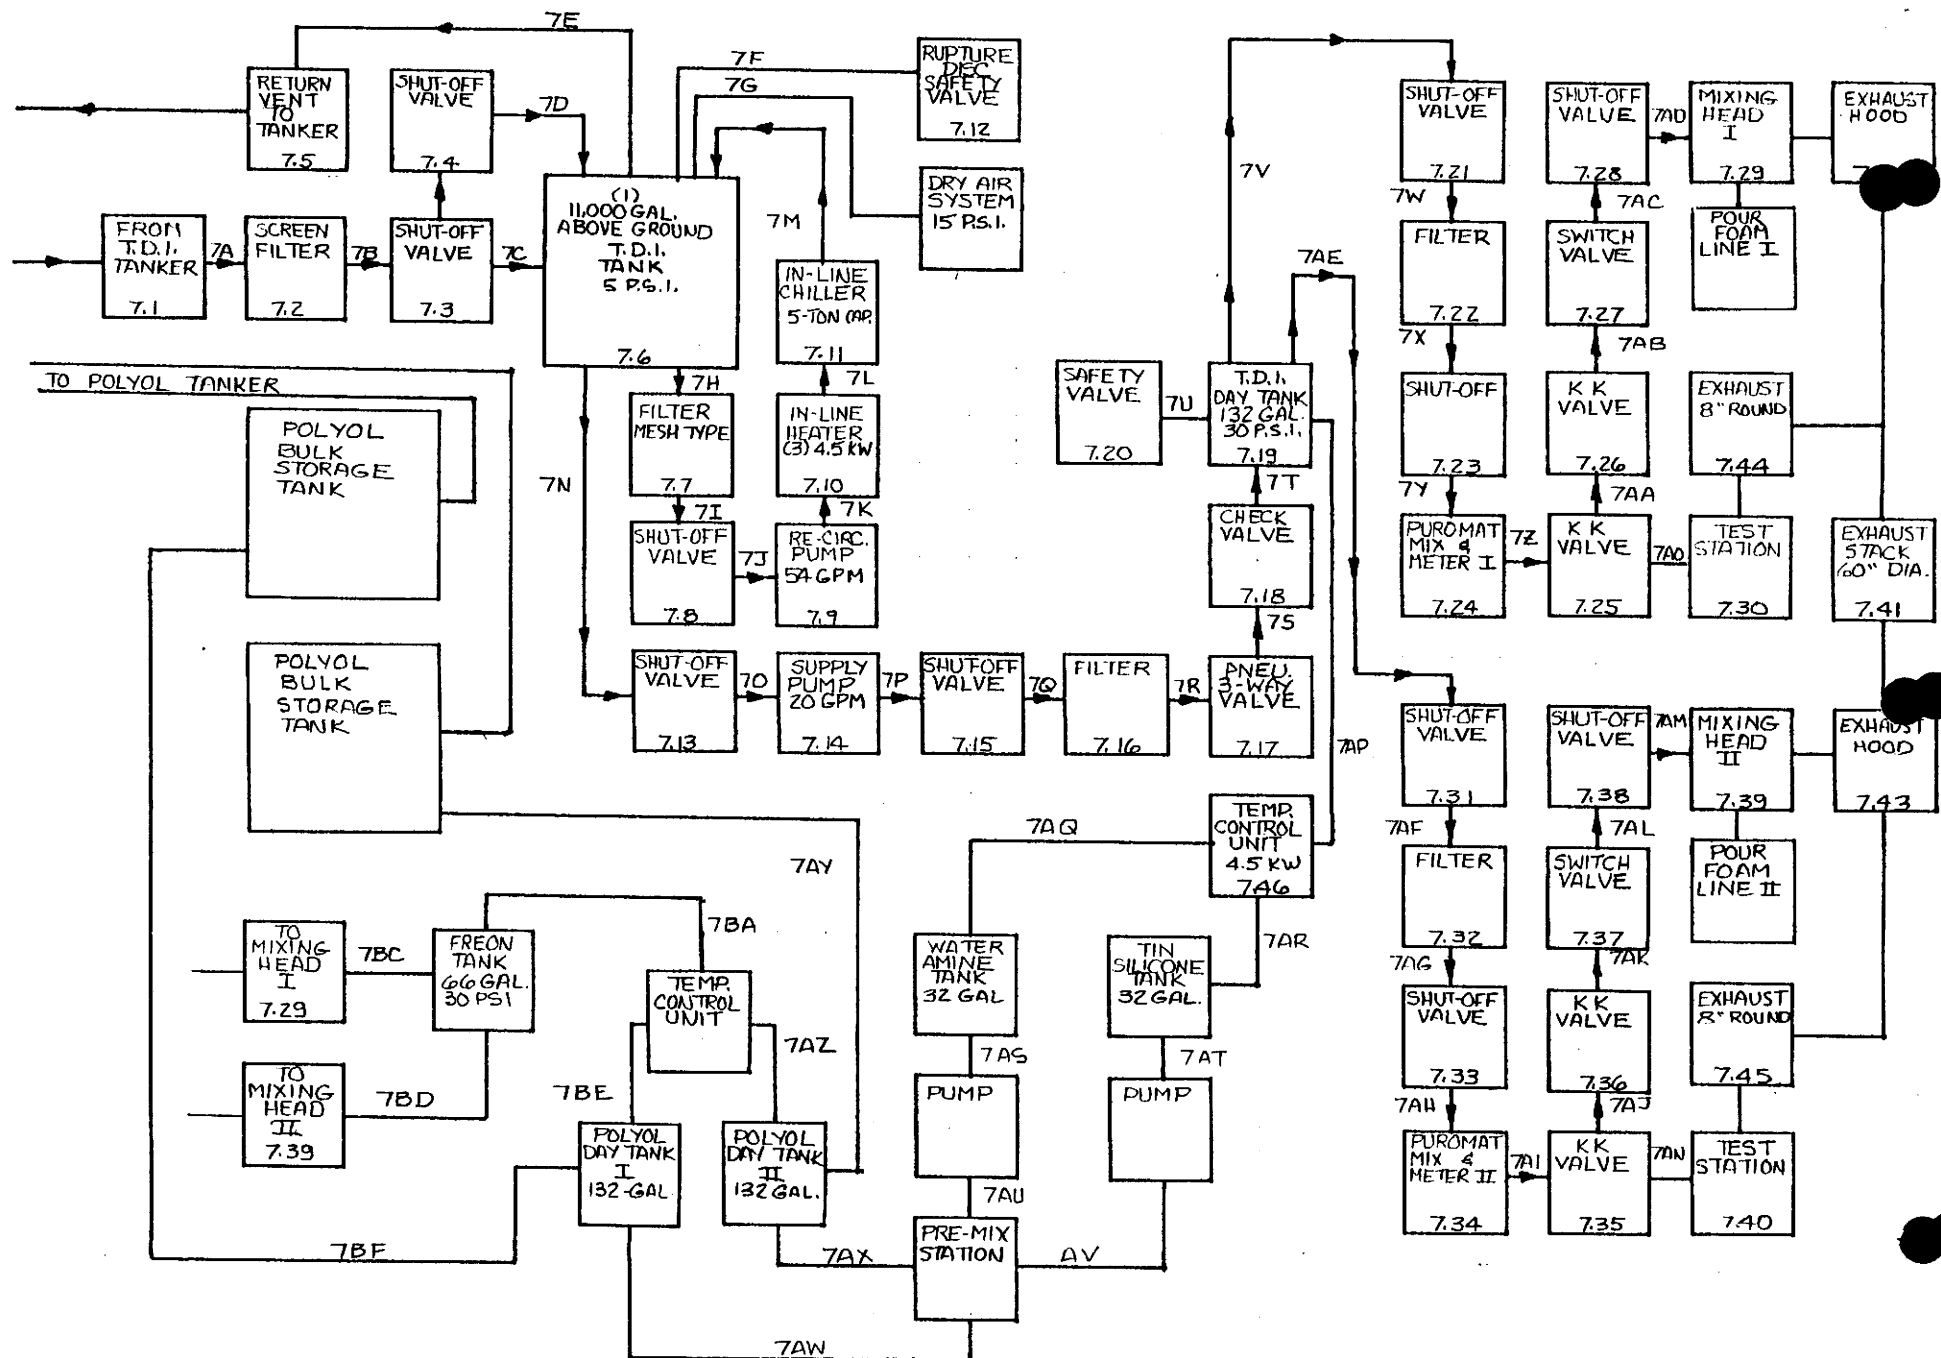 7E
RETURN
VENT
TO
TANKER
7.5
SHUT-OFF
VALVE
7.4
7D
7F
7G
RUPTURE
DISC
SAFETY
VALVE
7.12
DRY AIR
SYSTEM
15 P.S.I.
FROM
T.D.I.
TANKER
7.1
7A
SCREEN
FILTER
7.2
7B
SHUT-OFF
VALVE
7.3
7C
(1)
11,000 GAL.
ABOVE GROUND
T.D.I.
TANK
5 P.S.I.
7.6
7M
IN-LINE
CHILLER
5-TON CAP.
7.11
7L
IN-LINE
HEATER
(3) 4.5 KW
7.10
7K
RE-CIRC.
PUMP
54 GPM
7.9
7H
FILTER
MESH TYPE
7.7
7I
SHUT-OFF
VALVE
7.8
7J
7N
TO POLYOL TANKER
POLYOL
BULK
STORAGE
TANK
POLYOL
BULK
STORAGE
TANK
SHUT-OFF
VALVE
7.13
7O
SUPPLY
PUMP
20 GPM
7.14
7P
SHUTOFF
VALVE
7.15
7Q
FILTER
7.16
7R
PNEU.
3-WAY
VALVE
7.17
7S
CHECK
VALVE
7.18
7T
T.D.I.
DAY TANK
132 GAL.
30 P.S.I.
7.19
7U
SAFETY
VALVE
7.20
7V
7AE
7AP
SHUT-OFF
VALVE
7.21
7W
FILTER
7.22
7X
SHUT-OFF
7.23
7Y
PUROMAT
MIX &
METER I
7.24
7Z
KK
VALVE
7.25
7AO
TEST
STATION
7.30
7AA
KK
VALVE
7.26
7AB
SWITCH
VALVE
7.27
7AC
SHUT-OFF
VALVE
7.28
7AD
MIXING
HEAD
I
7.29
POUR
FOAM
LINE I
EXHAUST
HOOD
EXHAUST
8" ROUND
7.44
EXHAUST
STACK
60" DIA.
7.41
SHUT-OFF
VALVE
7.31
7AF
FILTER
7.32
7AG
SHUT-OFF
VALVE
7.33
7AH
PUROMAT
MIX &
METER II
7.34
7AI
KK
VALVE
7.35
7AN
TEST
STATION
7.40
7AJ
KK
VALVE
7.36
7AK
SWITCH
VALVE
7.37
7AL
SHUT-OFF
VALVE
7.38
7AM
MIXING
HEAD
II
7.39
POUR
FOAM
LINE II
EXHAUST
HOOD
7.43
EXHAUST
8" ROUND
7.45
TEMP.
CONTROL
UNIT
4.5 KW
7.46
7AQ
7AR
WATER
AMINE
TANK
32 GAL
TIN
SILICONE
TANK
32 GAL.
7AS
7AT
PUMP
PUMP
7AU
PRE-MIX
STATION
AV
7AX
7AW
7AY
TO
MIXING
HEAD
I
7.29
7BC
FREON
TANK
66 GAL.
30 PSI
7BA
TEMP.
CONTROL
UNIT
7AZ
7BE
TO
MIXING
HEAD
II
7.39
7BD
POLYOL
DAY TANK
I
132-GAL.
POLYOL
DAY TANK
II
132 GAL.
7BF